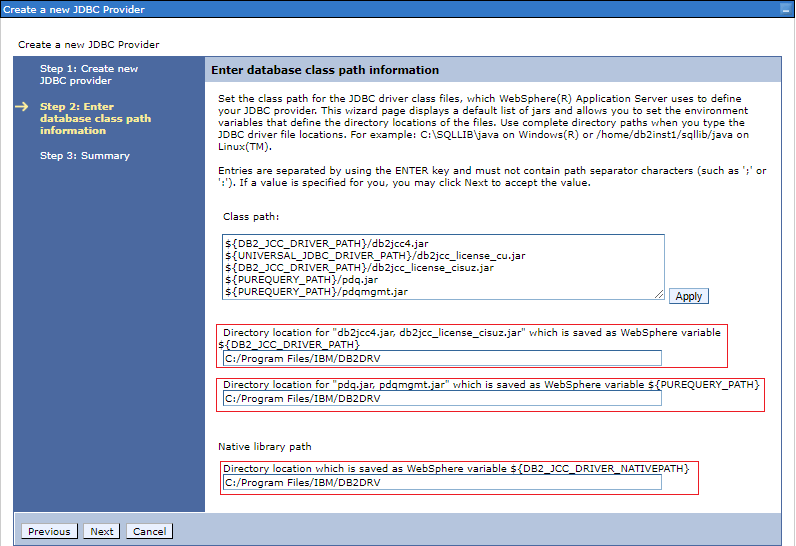 Create a new JDBC Provider
Create a new JDBC Provider
Step 1: Create new
JDBC provider
Step 2: Enter
database class path
information
Step 3: Summary
Enter database class path information
Set the class path for the JDBC driver class files, which WebSphere(R) Application Server uses to define
your JDBC provider. This wizard page displays a default list of jars and allows you to set the environment
variables that define the directory locations of the files. Use complete directory paths when you type the
JDBC driver file locations. For example: C:\SQLLIB\java on Windows(R) or /home/db2inst1/sqllib/java on
Linux(TM).
Entries are separated by using the ENTER key and must not contain path separator characters (such as ';' or
':'). If a value is specified for you, you may click Next to accept the value.
Class path:
${DB2_JCC_DRIVER_PATH}/db2jcc4.jar
${UNIVERSAL_JDBC_DRIVER_PATH}/db2jcc_license_cu.jar
${DB2_JCC_DRIVER_PATH}/db2jcc_license_cisuz.jar
${PUREQUERY_PATH}/pdq.jar
${PUREQUERY_PATH}/pdqmgmt.jar
Apply
Directory location for "db2jcc4.jar, db2jcc_license_cisuz.jar" which is saved as WebSphere variable
${DB2_JCC_DRIVER_PATH}
C:/Program Files/IBM/DB2DRV
Directory location for "pdq.jar, pdqmgmt.jar" which is saved as WebSphere variable ${PUREQUERY_PATH}
C:/Program Files/IBM/DB2DRV
Native library path
Directory location which is saved as WebSphere variable ${DB2_JCC_DRIVER_NATIVEPATH}
C:/Program Files/IBM/DB2DRV
Previous Next Cancel